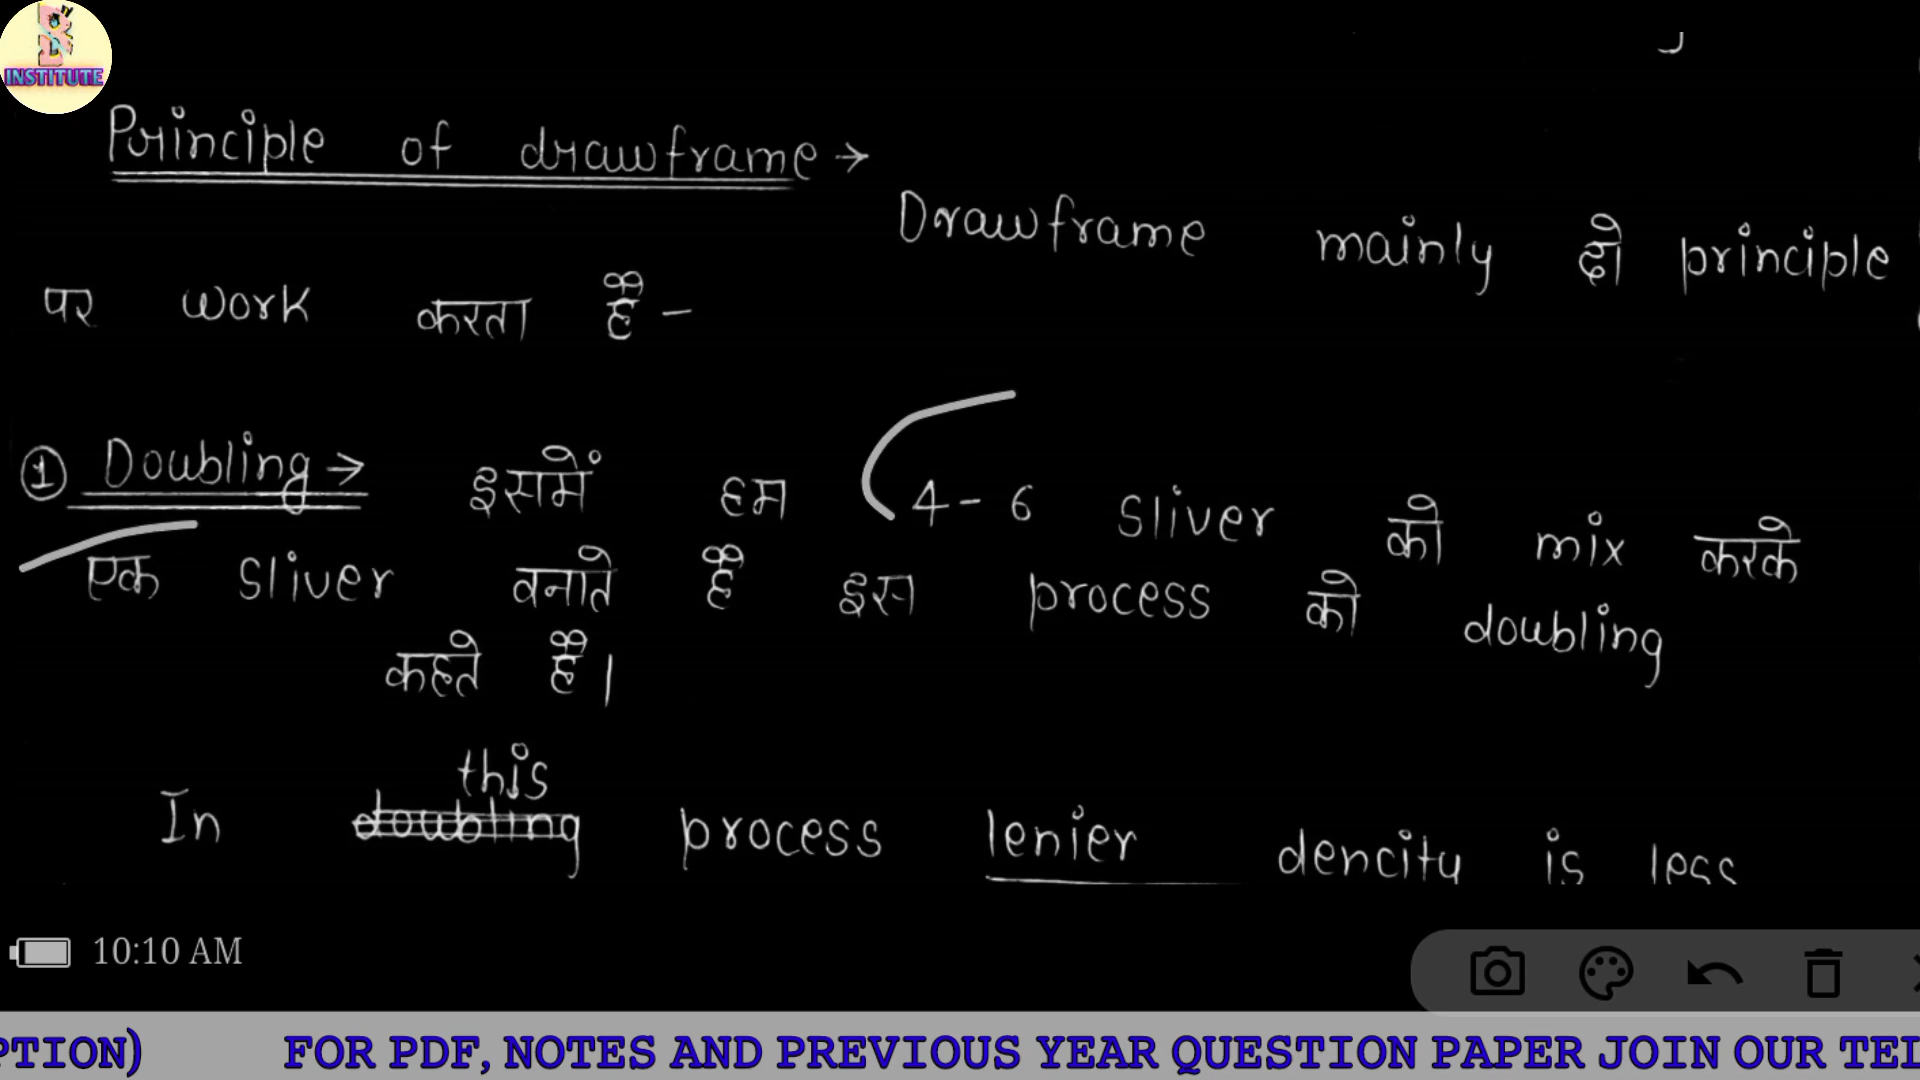 INSTITUTE
Principle of drawframe →
Drawframe mainly दो principle
पर work करता है -
① Doubling → इसमें हम 4-6 sliver को mix करके
एक sliver बनाते है इस process को doubling
कहते है।
this
In doubling process lenier dencity is less
10:10 AM
PTION) FOR PDF, NOTES AND PREVIOUS YEAR QUESTION PAPER JOIN OUR TEL